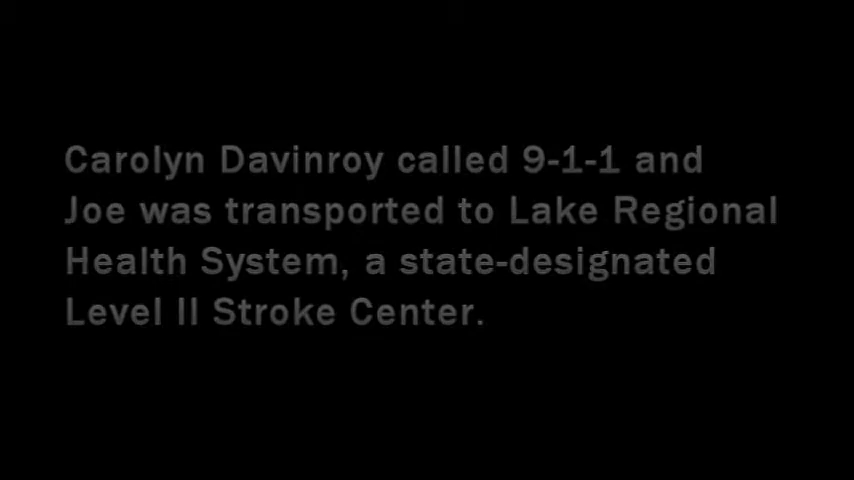 Carolyn Davinroy called 9-1-1 and
Joe was transported to Lake Regional
Health System, a state-designated
Level II Stroke Center.